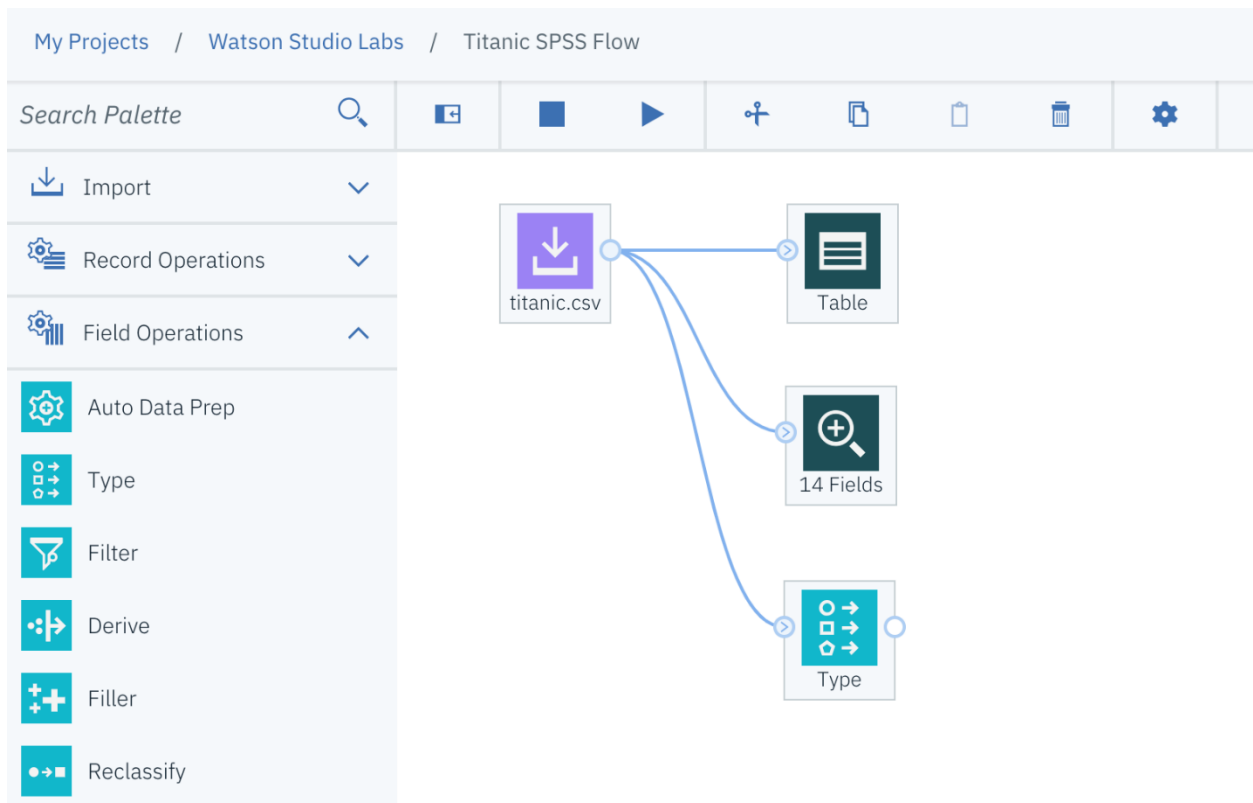 My Projects / Watson Studio Labs / Titanic SPSS Flow
Search Palette
Import
Record Operations
Field Operations
Auto Data Prep
Type
Filter
Derive
Filler
Reclassify
titanic.csv
Table
14 Fields
Type